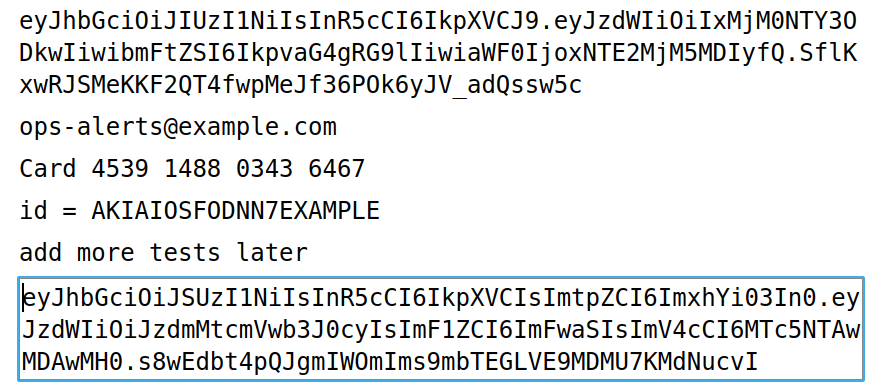 eyJhbGciOiJIUzI1NiIsInR5cCI6IkpXVCJ9.eyJzdWIiOiIxMjM0NTY3O
DkwIiwibmFtZSI6IkpvaG4gRG9lIiwiaWF0IjoxNTE2MjM5MDIyfQ.SflK
xwRJSMeKKF2QT4fwpMeJf36POk6yJV_adQssw5c
ops-alerts@example.com
Card 4539 1488 0343 6467
id = AKIAIOSFODNN7EXAMPLE
add more tests later
eyJhbGciOiJSUzI1NiIsInR5cCI6IkpXVCIsImtpZCI6ImxhYi03In0.ey
JzdWIiOiJzdmMtcmVwb3J0cyIsImF1ZCI6ImFwaSIsImV4cCI6MTc5NTAw
MDAwMH0.s8wEdbt4pQJgmIWOmIms9mbTEGLVE9MDMU7KMdNucvI